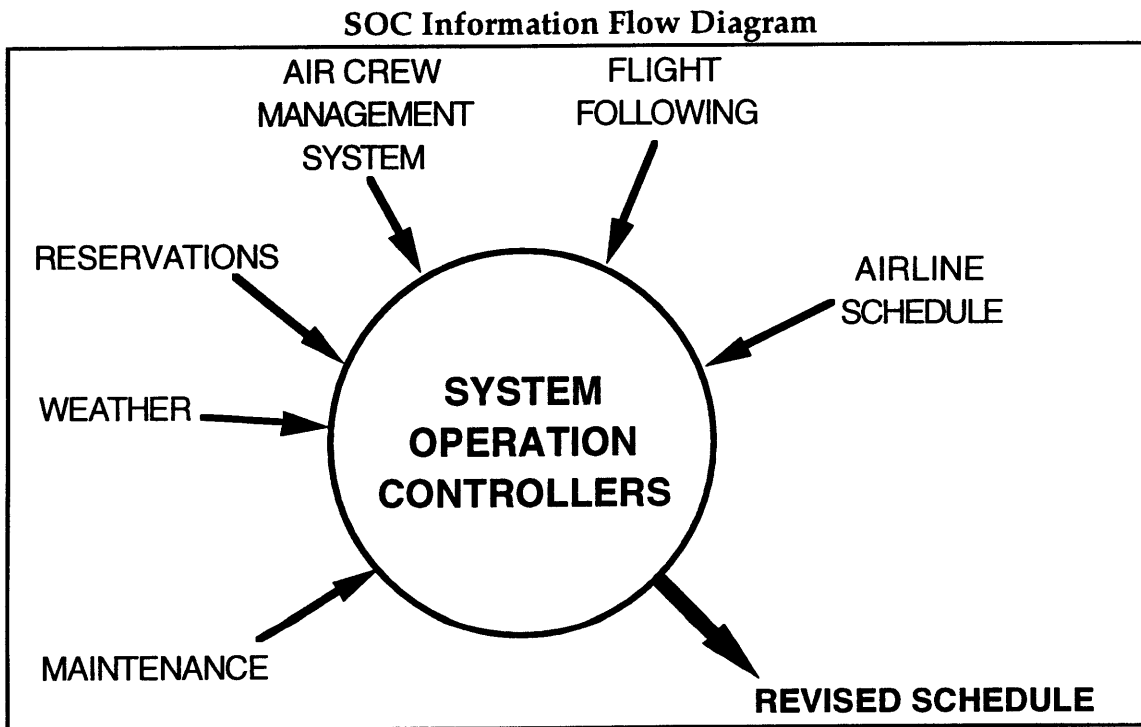 SOC Information Flow Diagram
AIR CREW
MANAGEMENT
SYSTEM
FLIGHT
FOLLOWING
RESERVATIONS
AIRLINE
SCHEDULE
WEATHER
SYSTEM
OPERATION
CONTROLLERS
MAINTENANCE
REVISED SCHEDULE